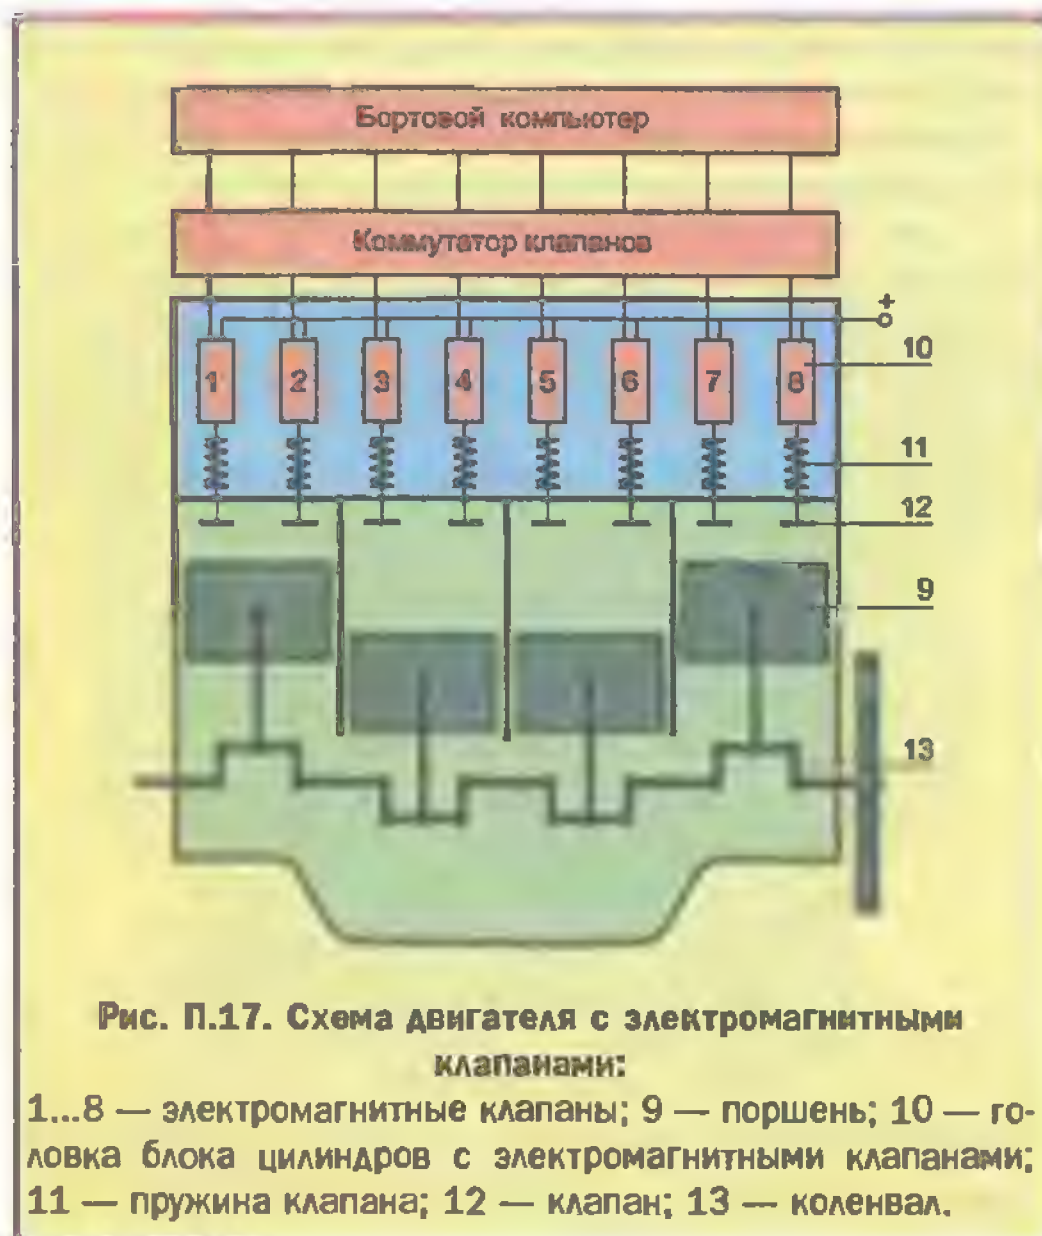 Бортовой компьютер
Коммутатор клапанов
+
10
1 2 3 4 5 6 7 8
11
12
9
13
Рис. П.17. Схема двигателя с электромагнитными
клапанами:
1...8 — электромагнитные клапаны; 9 — поршень; 10 — го-
ловка блока цилиндров с электромагнитными клапанами;
11 — пружина клапана; 12 — клапан; 13 — коленвал.